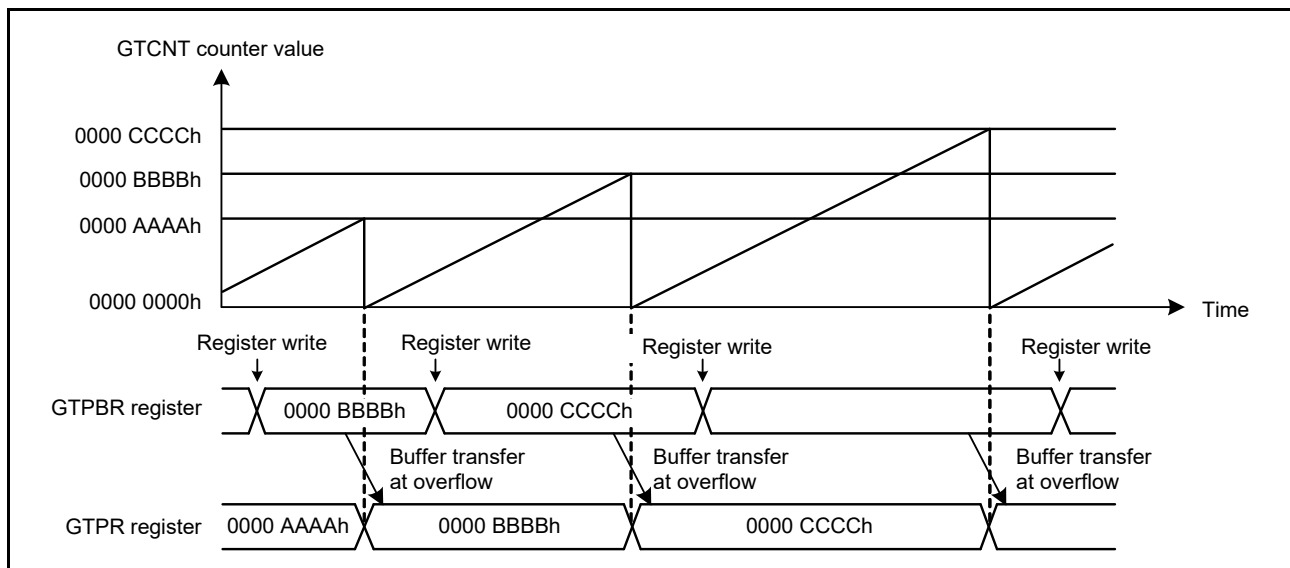 GTCNT counter value
0000 CCCCh
0000 BBBBh
0000 AAAAh
0000 0000h
Time
Register write
Register write
Register write
Register write
GTPBR register
0000 BBBBh
0000 CCCCh
Buffer transfer
at overflow
Buffer transfer
at overflow
Buffer transfer
at overflow
GTPR register
0000 AAAAh
0000 BBBBh
0000 CCCCh